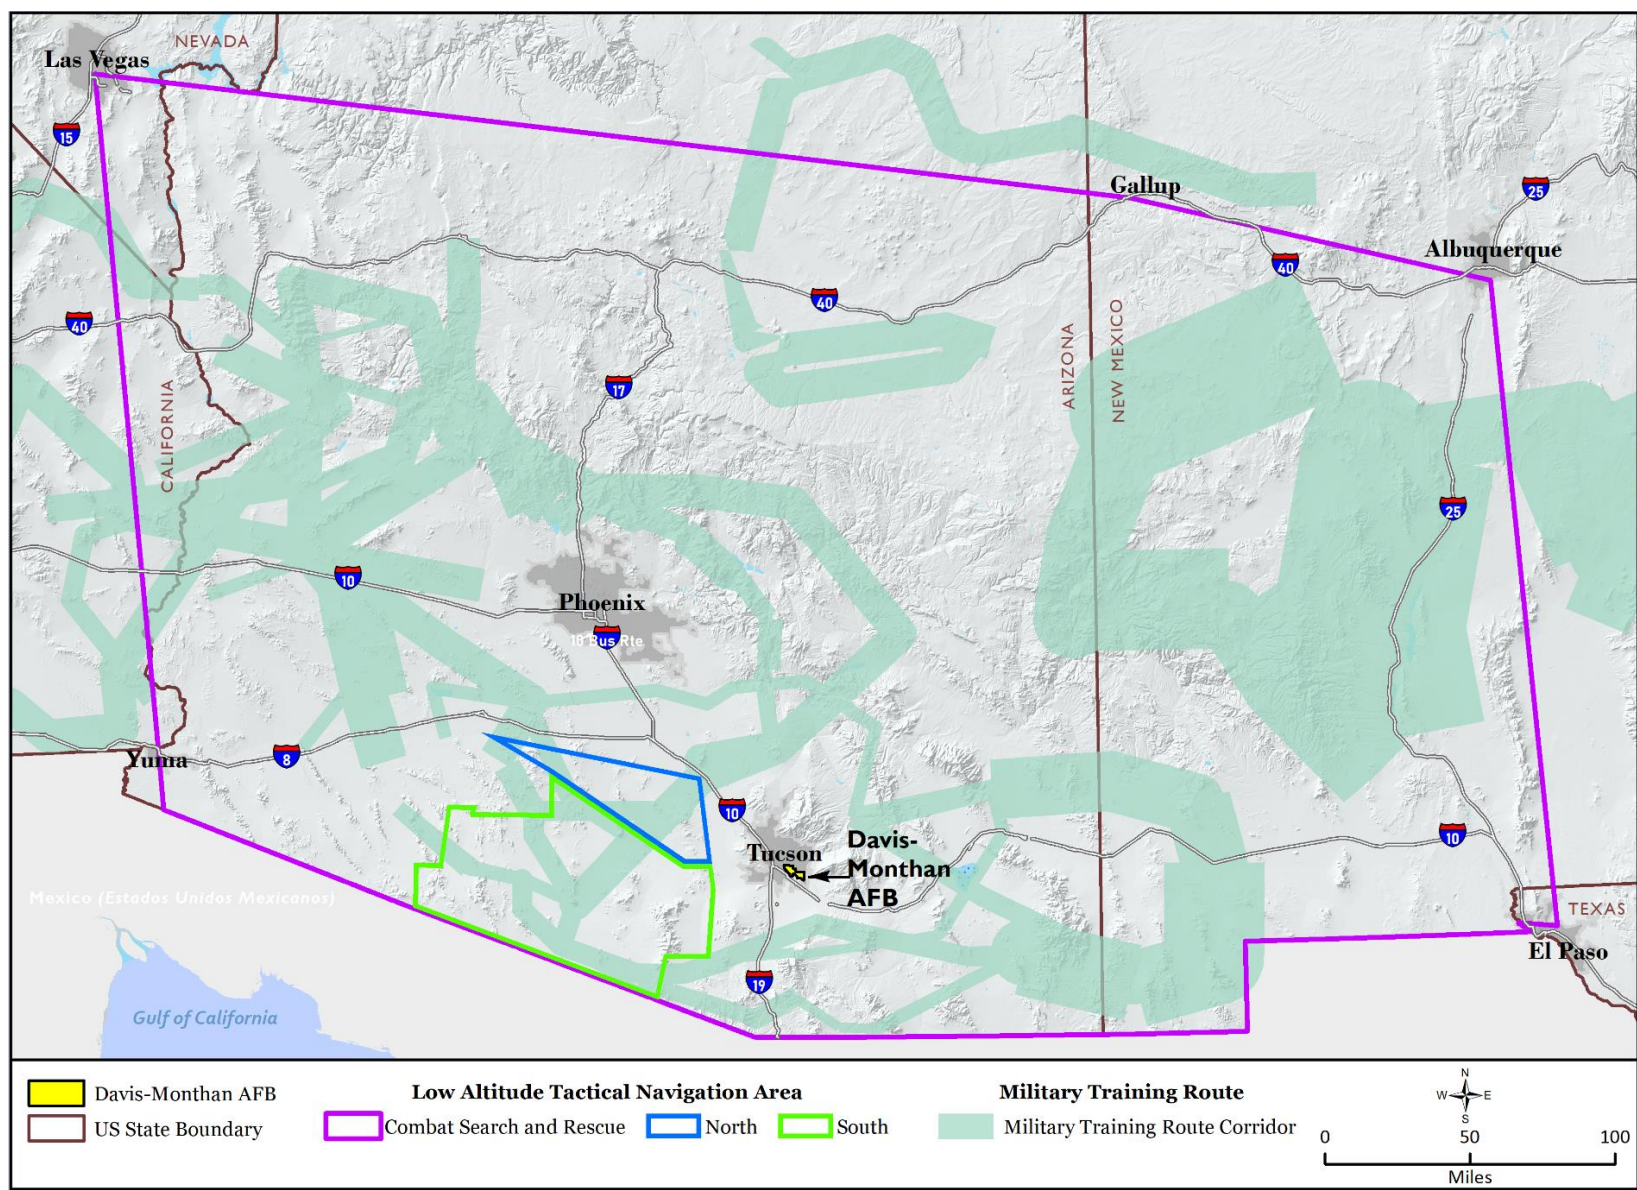 NEVADA
Las Vegas
15
Gallup
25
Albuquerque
40
40
40
ARIZONA
NEW MEXICO
CALIFORNIA
17
25
10
Phoenix
10 Bus Rte
Yuma
8
10
10
Tucson
Davis-
Monthan
AFB
Mexico (Estados Unidos Mexicanos)
TEXAS
El Paso
19
Gulf of California
Davis-Monthan AFB
US State Boundary
Low Altitude Tactical Navigation Area
Combat Search and Rescue
North
South
Military Training Route
Military Training Route Corridor
N
W
E
S
0
50
100
Miles